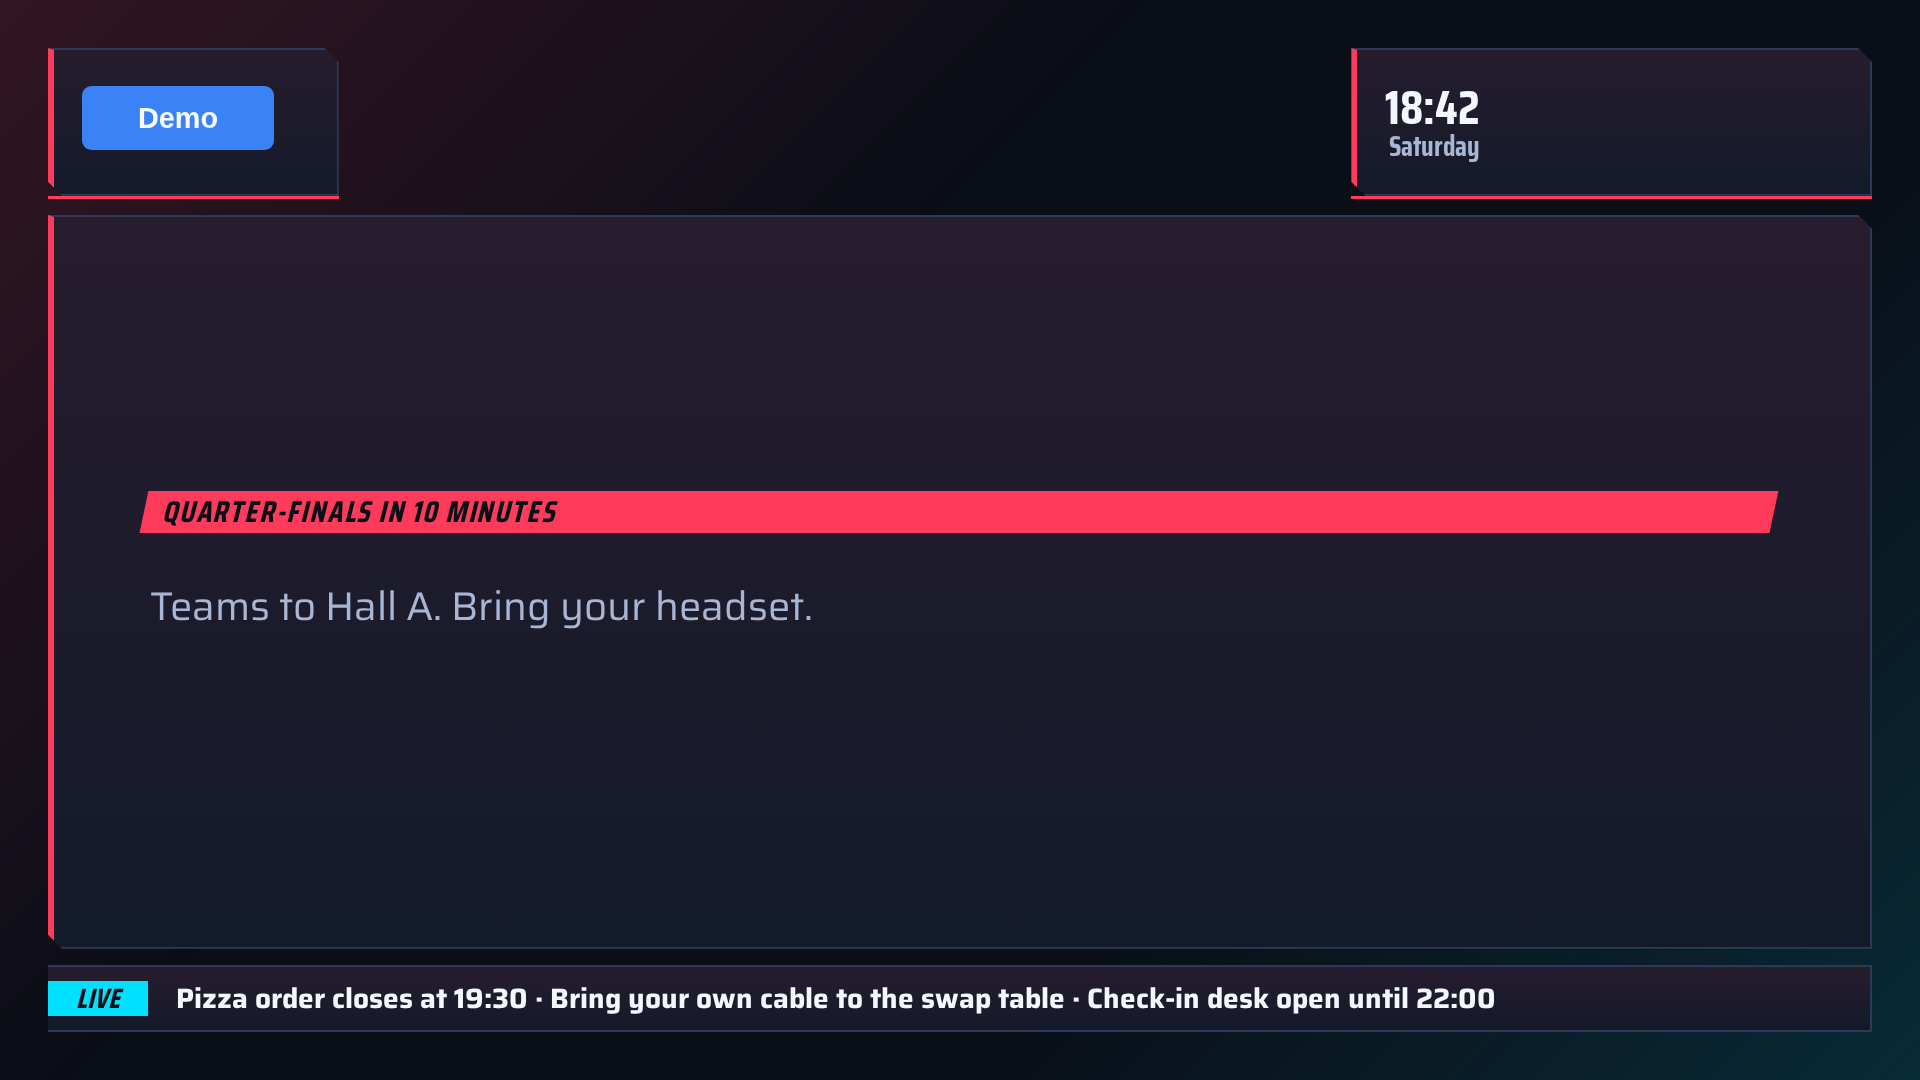 Demo
18:42
Saturday
QUARTER-FINALS IN 10 MINUTES
Teams to Hall A. Bring your headset.
LIVE Pizza order closes at 19:30 · Bring your own cable to the swap table · Check-in desk open until 22:00